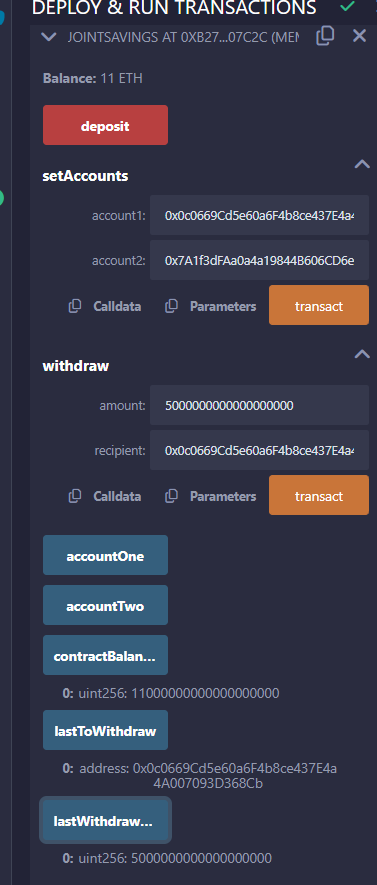 DEPLOY & RUN TRANSACTIONS
JOINTSAVINGS AT 0XB27...07C2C (MEM
Balance: 11 ETH
deposit
setAccounts
account1: 0x0c0669Cd5e60a6F4b8ce437E4a4
account2: 0x7A1f3dFAa0a4a19844B606CD6e
Calldata Parameters transact
withdraw
amount: 5000000000000000000
recipient: 0x0c0669Cd5e60a6F4b8ce437E4a4
Calldata Parameters transact
accountOne
accountTwo
contractBalan...
0: uint256: 11000000000000000000
lastToWithdraw
0: address: 0x0c0669Cd5e60a6F4b8ce437E4a
4A007093D368Cb
lastWithdraw...
0: uint256: 5000000000000000000